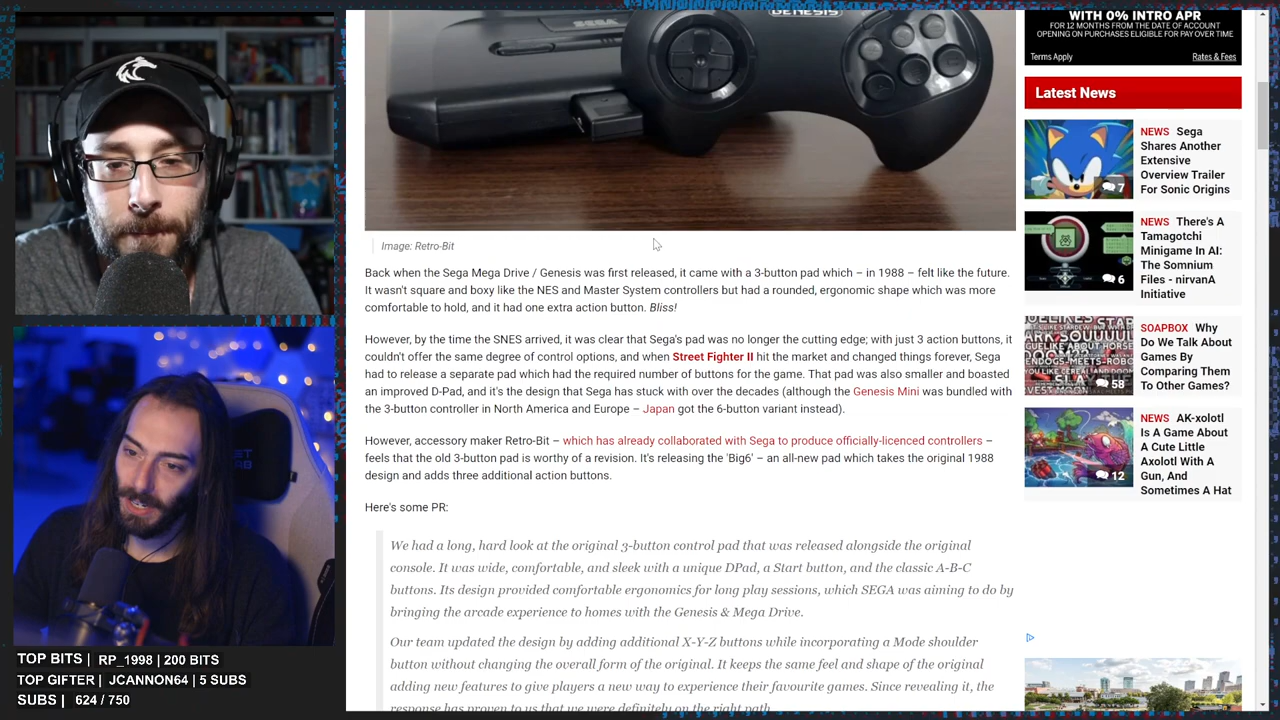 SEGA
GENESIS
WITH 0% INTRO APR
FOR 12 MONTHS FROM THE DATE OF ACCOUNT
OPENING ON PURCHASES ELIGIBLE FOR PAY OVER TIME
Terms Apply
Rates & Fees
Image: Retro-Bit
Back when the Sega Mega Drive / Genesis was first released, it came with a 3-button pad which – in 1988 – felt like the future.
It wasn't square and boxy like the NES and Master System controllers but had a rounded, ergonomic shape which was more
comfortable to hold, and it had one extra action button. Bliss!
However, by the time the SNES arrived, it was clear that Sega's pad was no longer the cutting edge; with just 3 action buttons, it
couldn't offer the same degree of control options, and when Street Fighter II hit the market and changed things forever, Sega
had to release a separate pad which had the required number of buttons for the game. That pad was also smaller and boasted
an improved D-Pad, and it's the design that Sega has stuck with over the decades (although the Genesis Mini was bundled with
the 3-button controller in North America and Europe – Japan got the 6-button variant instead).
However, accessory maker Retro-Bit – which has already collaborated with Sega to produce officially-licenced controllers –
feels that the old 3-button pad is worthy of a revision. It's releasing the 'Big6' – an all-new pad which takes the original 1988
design and adds three additional action buttons.
Here's some PR:
We had a long, hard look at the original 3-button control pad that was released alongside the original
console. It was wide, comfortable, and sleek with a unique DPad, a Start button, and the classic A-B-C
buttons. Its design provided comfortable ergonomics for long play sessions, which SEGA was aiming to do by
bringing the arcade experience to homes with the Genesis & Mega Drive.
Our team updated the design by adding additional X-Y-Z buttons while incorporating a Mode shoulder
button without changing the overall form of the original. It keeps the same feel and shape of the original
adding new features to give players a new way to experience their favourite games. Since revealing it, the
response has proven to us that we were definitely on the right path.
Latest News
NEWS Sega
Shares Another
Extensive
Overview Trailer
For Sonic Origins
7
NEWS There's A
Tamagotchi
Minigame In AI:
The Somnium
Files - nirvanA
Initiative
6
SOAPBOX Why
Do We Talk About
Games By
Comparing Them
To Other Games?
58
NEWS AK-xolotl
Is A Game About
A Cute Little
Axolotl With A
Gun, And
Sometimes A Hat
12
TOP BITS | RP_1998 | 200 BITS
TOP GIFTER | JCANNON64 | 5 SUBS
SUBS | 624 / 750